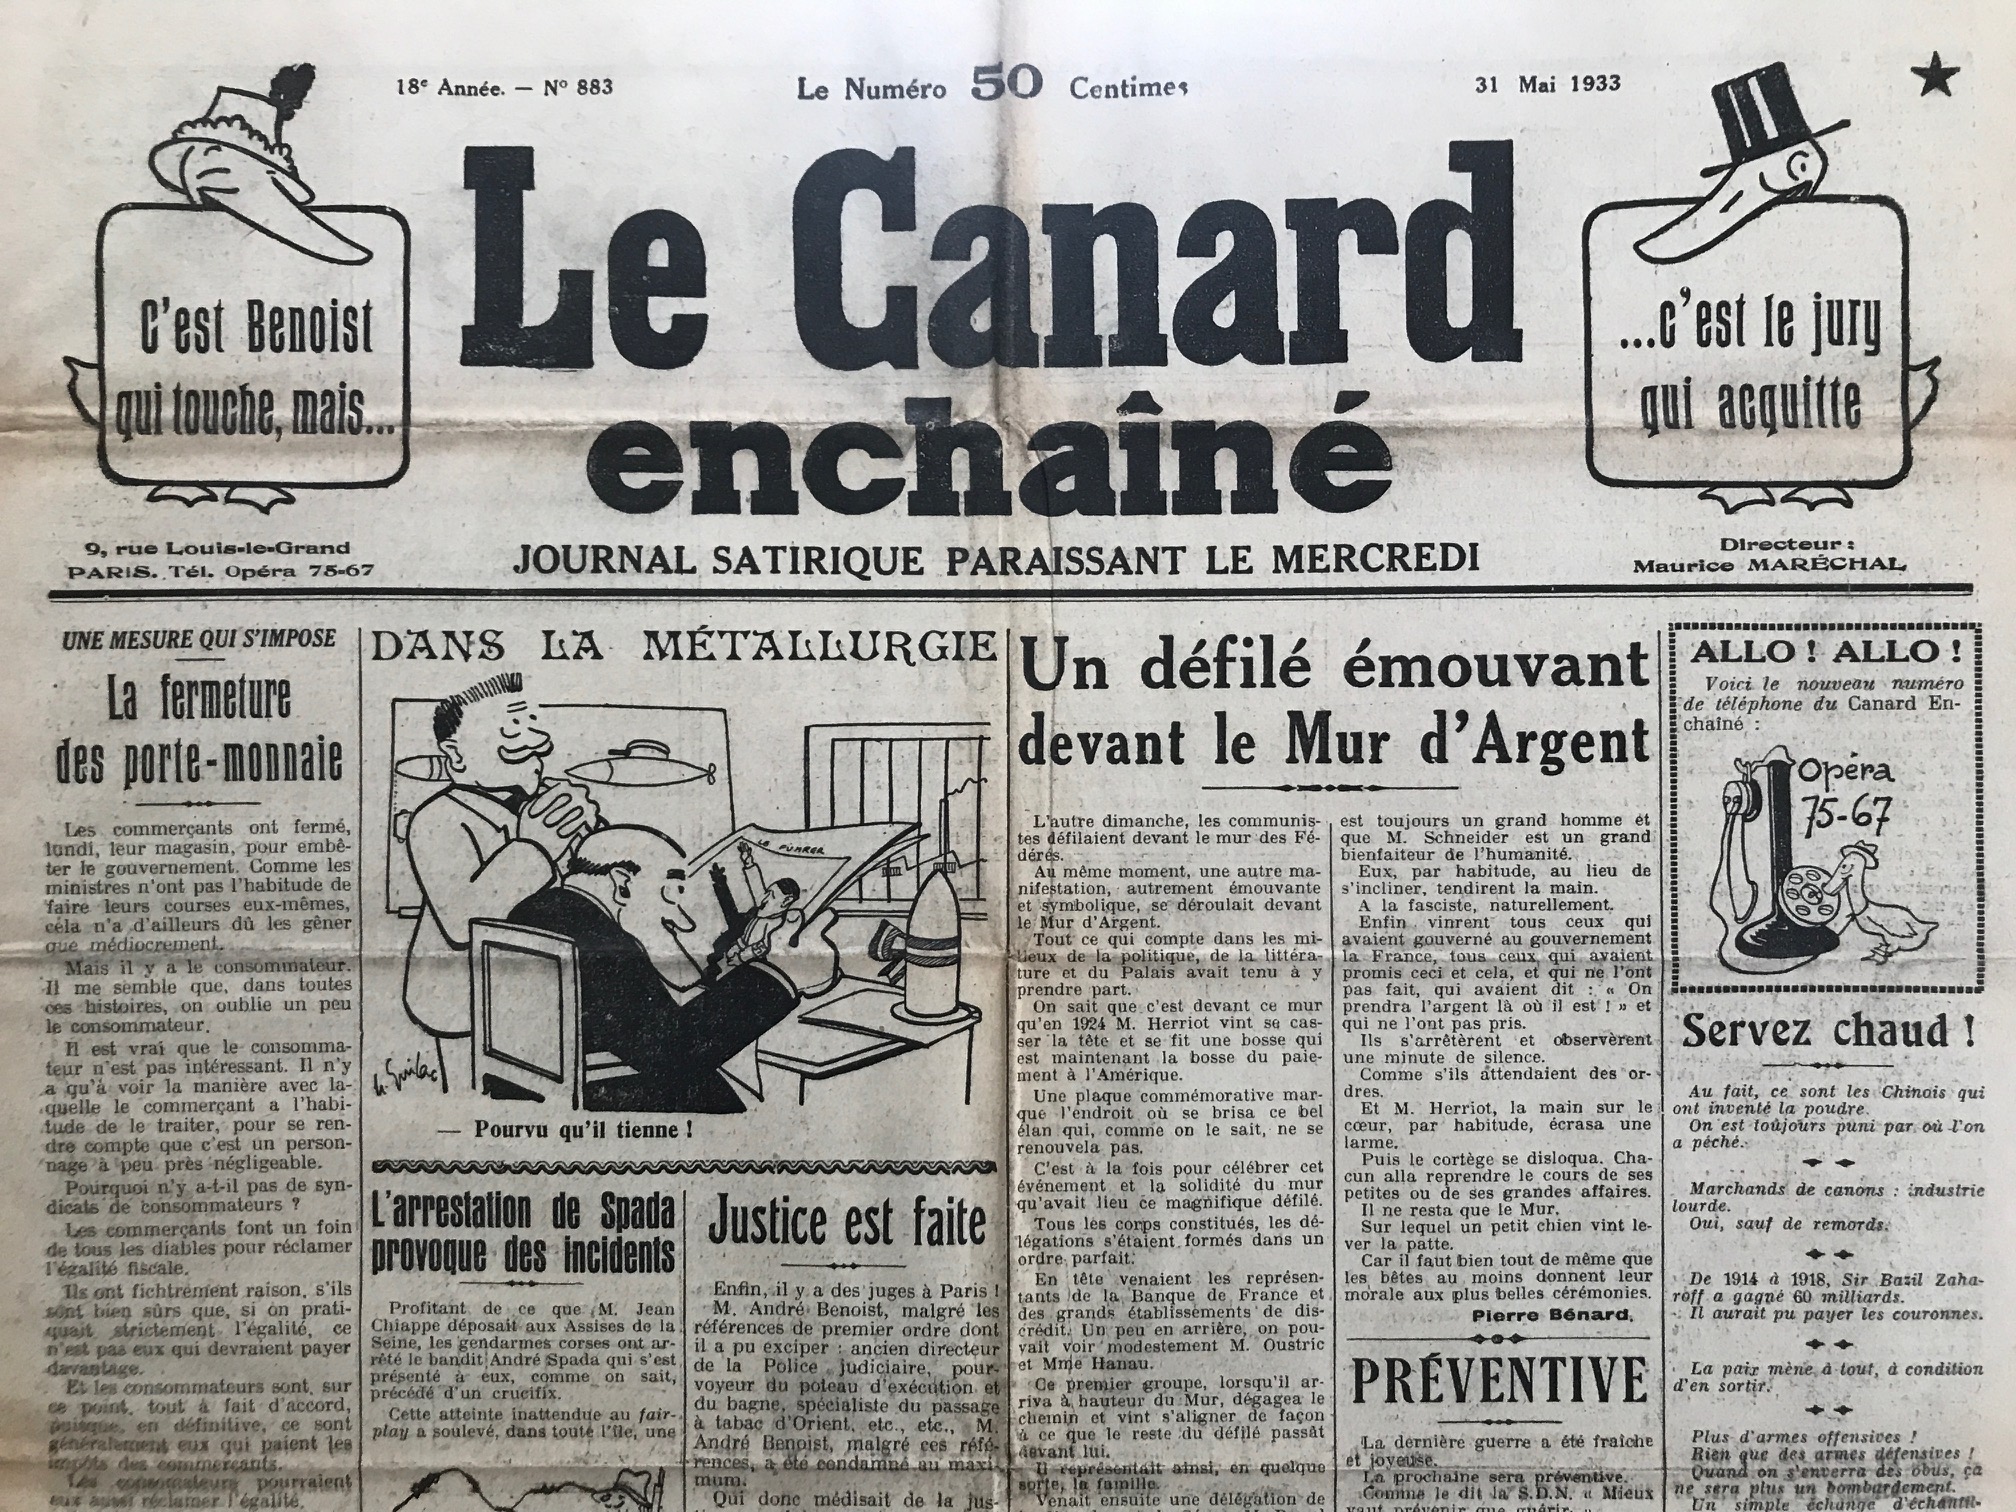 18e Année. — No 883
Le Numéro 50 Centimes
31 Mai 1933
C'est Benoist
qui touche, mais...
Le Canard
enchaîné
...c'est le jury
qui acquitte
9, rue Louis-le-Grand
PARIS. Tél. Opéra 75-67
JOURNAL SATIRIQUE PARAISSANT LE MERCREDI
Directeur :
Maurice MARÉCHAL
UNE MESURE QUI S'IMPOSE
La fermeture
des porte-monnaie
Les commerçants ont fermé,
lundi, leur magasin, pour embê-
ter le gouvernement. Comme les
ministres n'ont pas l'habitude de
faire leurs courses eux-mêmes,
céla n'a d'ailleurs dû les gêner
que médiocrement.
Mais il y a le consommateur.
Il me semble que, dans toutes
ces histoires, on oublie un peu
le consommateur.
Il est vrai que le consomma-
teur n'est pas intéressant. Il n'y
a qu'à voir la manière avec la-
quelle le commerçant a l'habi-
tude de le traiter, pour se ren-
dre compte que c'est un person-
nage à peu près négligeable.
Pourquoi n'y a-t-il pas de syn-
dicats de consommateurs ?
Les commerçants font un foin
de tous les diables pour réclamer
l'égalité fiscale.
Ils ont fichtrement raison, s'ils
sont bien sûrs que, si on prati-
quait strictement l'égalité, ce
n'est pas eux qui devraient payer
davantage.
Et les consommateurs sont, sur
ce point, tout à fait d'accord,
puisque, en définitive, ce sont
généralement eux qui paient les
impôts des commerçants.
Les consommateurs pourraient
eux aussi réclamer l'égalité.
DANS LA MÉTALLURGIE
LE FÜHRER
H. Guilac
— Pourvu qu'il tienne !
L'arrestation de Spada
provoque des incidents
Profitant de ce que M. Jean
Chiappe déposait aux Assises de la
Seine, les gendarmes corses ont ar-
rêté le bandit André Spada qui s'est
présenté à eux, comme on sait,
précédé d'un crucifix.
Cette atteinte inattendue au fair-
play a soulevé, dans toute l'île, une
Justice est faite
Enfin, il y a des juges à Paris !
M. André Benoist, malgré les
références de premier ordre dont
il a pu exciper : ancien directeur
de la Police judiciaire, pour-
voyeur du poteau d'exécution et
du bagne, spécialiste du passage
à tabac d'Orient, etc., etc., M.
André Benoist, malgré ces réfé-
rences, a été condamné au maxi-
mum.
Qui donc médisait de la jus-
Un défilé émouvant
devant le Mur d'Argent
L'autre dimanche, les communis-
tes défilaient devant le mur des Fé-
dérés.
Au même moment, une autre ma-
nifestation, autrement émouvante
et symbolique, se déroulait devant
le Mur d'Argent.
Tout ce qui compte dans les mi-
lieux de la politique, de la littéra-
ture et du Palais avait tenu à y
prendre part.
On sait que c'est devant ce mur
qu'en 1924 M. Herriot vint se cas-
ser la tête et se fit une bosse qui
est maintenant la bosse du paie-
ment à l'Amérique.
Une plaque commémorative mar-
que l'endroit où se brisa ce bel
élan qui, comme on le sait, ne se
renouvela pas.
C'est à la fois pour célébrer cet
événement et la solidité du mur
qu'avait lieu ce magnifique défilé.
Tous les corps constitués, les dé-
légations s'étaient formés dans un
ordre parfait.
En tête venaient les représen-
tants de la Banque de France et
des grands établissements de dis-
crédit. Un peu en arrière, on pou-
vait voir modestement M. Oustric
et Mme Hanau.
Ce premier groupe, lorsqu'il ar-
riva à hauteur du Mur, dégagea le
chemin et vint s'aligner de façon
à ce que le reste du défilé passât
devant lui.
Il représentait ainsi, en quelque
sorte, la famille.
Venait ensuite une délégation de
est toujours un grand homme et
que M. Schneider est un grand
bienfaiteur de l'humanité.
Eux, par habitude, au lieu de
s'incliner, tendirent la main.
A la fasciste, naturellement.
Enfin vinrent tous ceux qui
avaient gouverné au gouvernement
la France, tous ceux qui avaient
promis ceci et cela, et qui ne l'ont
pas fait, qui avaient dit : « On
prendra l'argent là où il est ! » et
qui ne l'ont pas pris.
Ils s'arrêtèrent et observèrent
une minute de silence.
Comme s'ils attendaient des or-
dres.
Et M. Herriot, la main sur le
cœur, par habitude, écrasa une
larme.
Puis le cortège se disloqua. Cha-
cun alla reprendre le cours de ses
petites ou de ses grandes affaires.
Il ne resta que le Mur.
Sur lequel un petit chien vint le-
ver la patte.
Car il faut bien tout de même que
les bêtes au moins donnent leur
morale aux plus belles cérémonies.
Pierre Bénard.
PRÉVENTIVE
La dernière guerre a été fraîche
et joyeuse.
La prochaine sera préventive.
Comme le dit la S.D.N. « Mieux
vaut prévenir que guérir. »
ALLO ! ALLO !
Voici le nouveau numéro
de téléphone du Canard En-
chaîné :
Opéra
75-67
Servez chaud !
Au fait, ce sont les Chinois qui
ont inventé la poudre.
On est toujours puni par où l'on
a péché.
Marchands de canons : industrie
lourde.
Oui, sauf de remords.
De 1914 à 1918, Sir Bazil Zaha-
roff a gagné 60 milliards.
Il aurait pu payer les couronnes.
La paix mène à tout, à condition
d'en sortir.
Plus d'armes offensives !
Rien que des armes défensives !
Quand on s'enverra des obus, ça
ne sera plus un bombardement.
Un simple échange d'échantil-